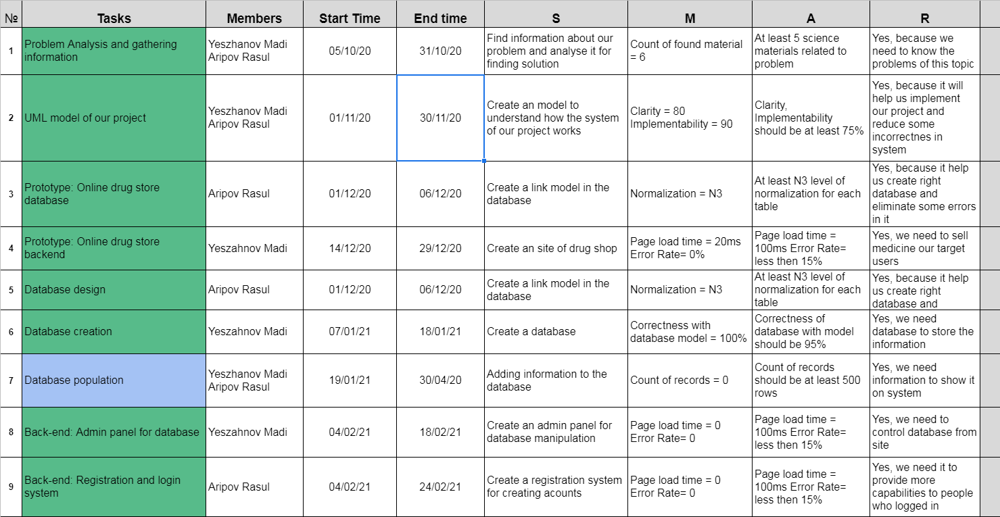 № Tasks Members Start Time End time S M A R
1
Problem Analysis and gathering
information
Yeszhanov Madi
Aripov Rasul
05/10/20
31/10/20
Find information about our
problem and analyse it for
finding solution
Count of found material
= 6
At least 5 science
materials related to
problem
Yes, because we
need to know the
problems of this topic
2
UML model of our project
Yeszhanov Madi
Aripov Rasul
01/11/20
30/11/20
Create an model to
understand how the system
of our project works
Clarity = 80
Implementability = 90
Clarity,
Implementability
should be at least 75%
Yes, because it will
help us implement
our project and
reduce some
incorrectnes in
system
3
Prototype: Online drug store
database
Aripov Rasul
01/12/20
06/12/20
Create a link model in the
database
Normalization = N3
At least N3 level of
normalization for each
table
Yes, because it help
us create right
database and
eliminate some errors
in it
4
Prototype: Online drug store
backend
Yeszahnov Madi
14/12/20
29/12/20
Create an site of drug shop
Page load time = 20ms
Error Rate= 0%
Page load time =
100ms Error Rate=
less then 15%
Yes, we need to sell
medicine our target
users
5
Database design
Aripov Rasul
01/12/20
06/12/20
Create a link model in the
database
Normalization = N3
At least N3 level of
normalization for each
table
Yes, because it help
us create right
database and
6
Database creation
Yeszahnov Madi
07/01/21
18/01/21
Create a database
Correctness with
database model = 100%
Correctness of
database with model
should be 95%
Yes, we need
database to store the
information
7
Database population
Yeszhanov Madi
Aripov Rasul
19/01/21
30/04/20
Adding information to the
database
Count of records = 0
Count of records
should be at least 500
rows
Yes, we need
information to show it
on system
8
Back-end: Admin panel for database
Yeszahnov Madi
04/02/21
18/02/21
Create an admin panel for
database manipulation
Page load time = 0
Error Rate= 0
Page load time =
100ms Error Rate=
less then 15%
Yes, we need to
control database from
site
9
Back-end: Registration and login
system
Aripov Rasul
04/02/21
24/02/21
Create a registration system
for creating acounts
Page load time = 0
Error Rate= 0
Page load time =
100ms Error Rate=
less then 15%
Yes, we need it to
provide more
capabilities to people
who logged in